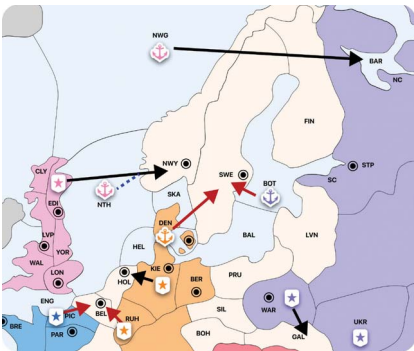 NWG
BAR
NC
FIN
CLY
NWY
SWE
STP
BOT
SC
NTH
SKA
EDI
DEN
LVP
YOR
HEL
BAL
LVN
WAL
LON
KIE
HOL
BER
PRU
ENG
PIC
BEL
RUH
SIL
WAR
BRE
PAR
BOH
GAL
UKR